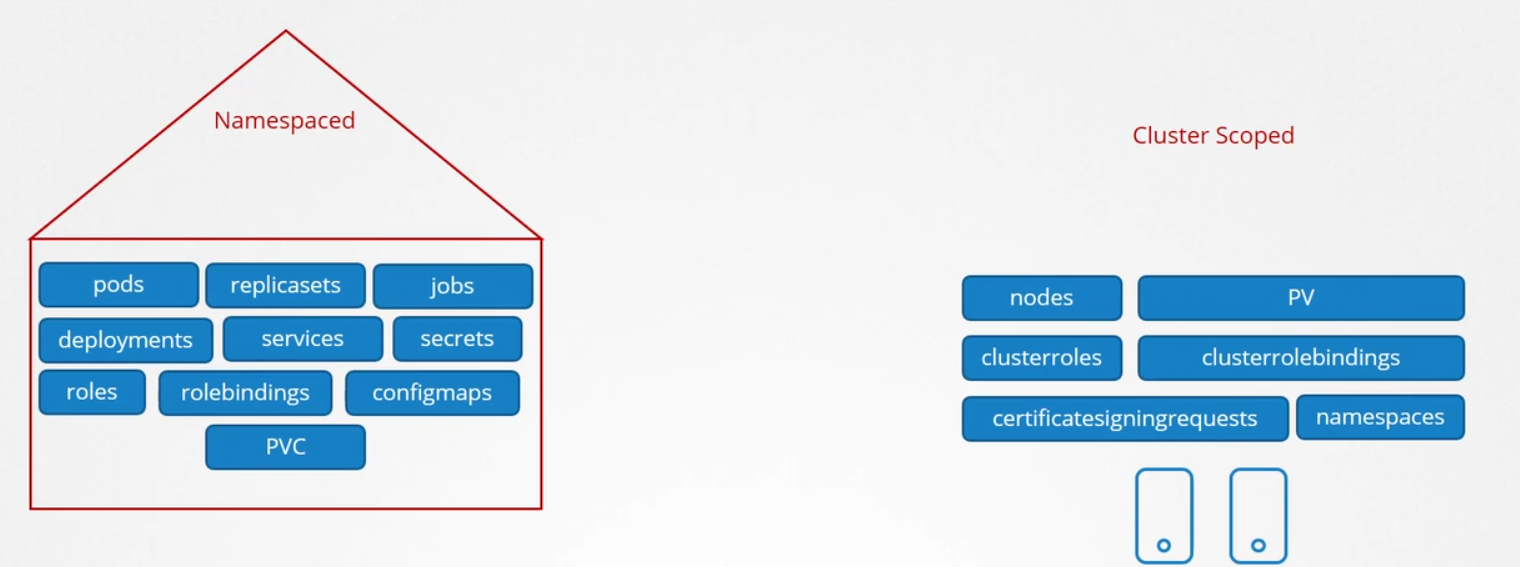 Namespaced
pods replicasets jobs
deployments services secrets
roles rolebindings configmaps
PVC
Cluster Scoped
nodes PV
clusterroles clusterrolebindings
certificatesigningrequests namespaces